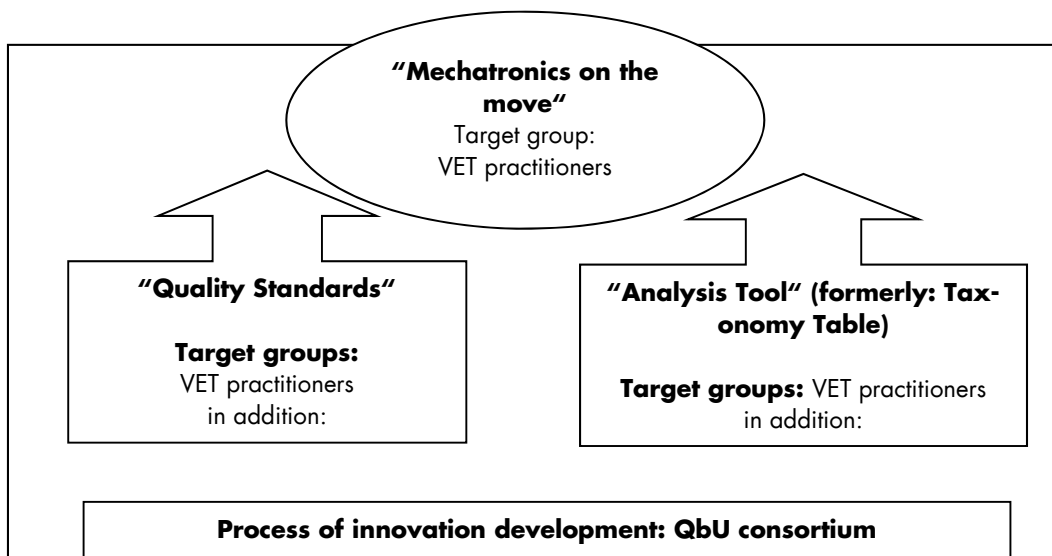 “Mechatronics on the
move“
Target group:
VET practitioners
“Quality Standards“
Target groups:
VET practitioners
in addition:
“Analysis Tool“ (formerly: Tax-
onomy Table)
Target groups: VET practitioners
in addition:
Process of innovation development: QbU consortium